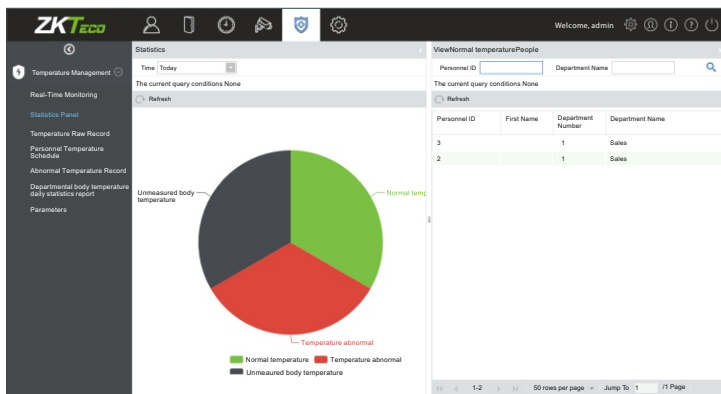 ZKTeco
Welcome, admin
Temperature Management
Real-Time Monitoring
Statistics Panel
Temperature Raw Record
Personnel Temperature
Schedule
Abnormal Temperature Record
Departmental body temperature
daily statistics report
Parameters
Statistics
Time Today
The current query conditions None
Refresh
Unmeasured body
temperature
Normal temp
Temperature abnormal
Normal temperature Temperature abnormal
Unmeaured body temperature
ViewNormal temperaturePeople
Personnel ID Department Name
The current query conditions None
Refresh
Personnel ID First Name Department
Number Department Name
3 1 Sales
2 1 Sales
1-2 50 rows per page Jump To 1 /1 Page